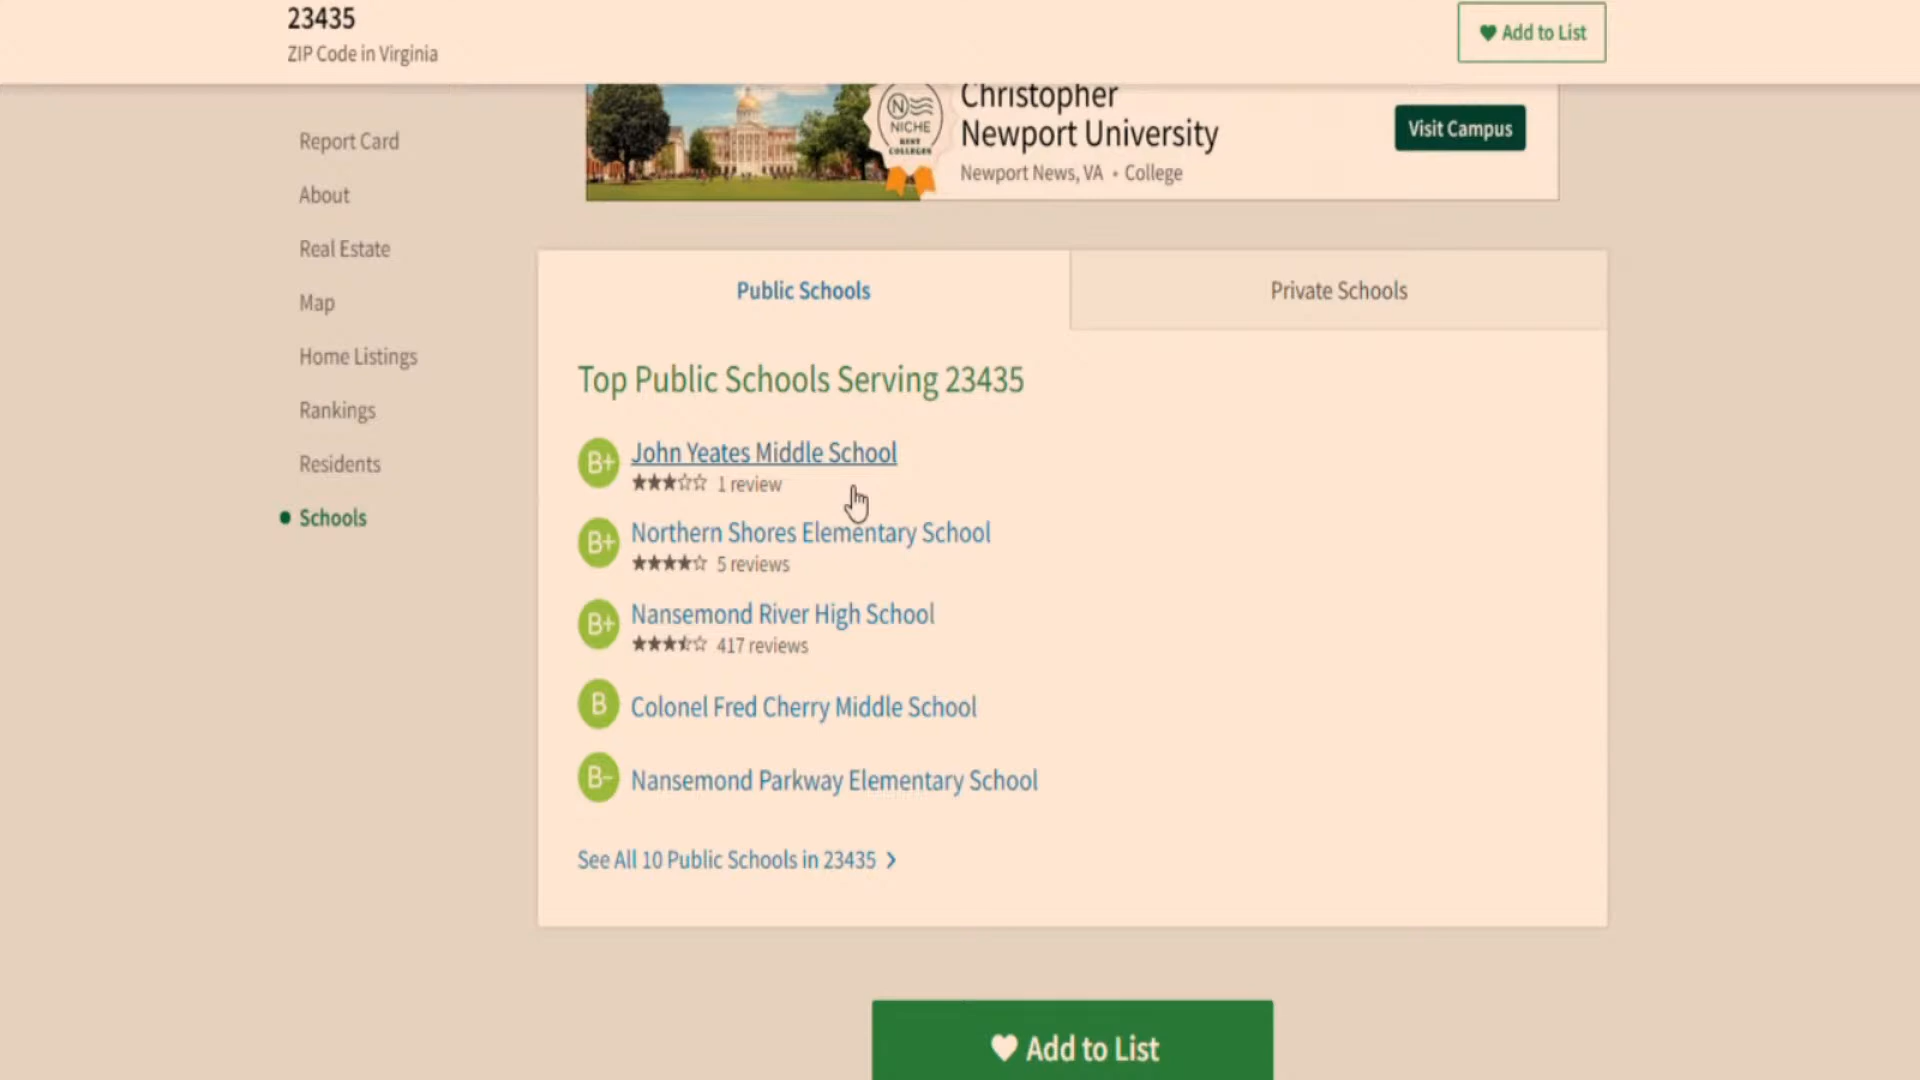 23435
ZIP Code in Virginia
Add to List
Christopher
Newport University
Newport News, VA • College
NICHE
BEST
COLLEGES
Visit Campus
Report Card
About
Real Estate
Map
Home Listings
Rankings
Residents
Schools
Public Schools
Private Schools
Top Public Schools Serving 23435
B+ John Yeates Middle School
1 review
B+ Northern Shores Elementary School
5 reviews
B+ Nansemond River High School
417 reviews
B Colonel Fred Cherry Middle School
B- Nansemond Parkway Elementary School
See All 10 Public Schools in 23435
Add to List